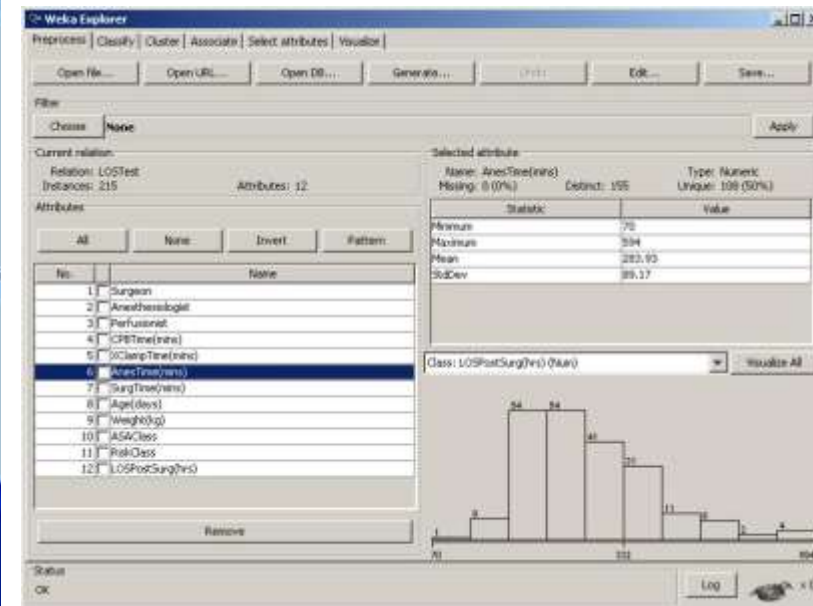 Weka Explorer
Preprocess Classify Cluster Associate Select attributes Visualize
Open file... Open URL... Open DB... Generate... Undo Edit... Save...
Filter
Choose None Apply
Current relation
Relation: LOSTest
Instances: 215 Attributes: 12
Selected attribute
Name: AnesTime(mins) Type: Numeric
Missing: 0 (0%) Distinct: 155 Unique: 108 (50%)
Statistic Value
Minimum 70
Maximum 594
Mean 283.93
StdDev 89.17
Attributes
All None Invert Pattern
No. Name
1 Surgeon
2 Anesthesiologist
3 Perfusionist
4 CPBTime(mins)
5 XClampTime(mins)
6 AnesTime(mins)
7 SurgTime(mins)
8 Age(days)
9 Weight(kg)
10 ASAClass
11 RiskClass
12 LOSPostSurg(hrs)
Remove
Class: LOSPostSurg(hrs) (Num) Visualize All
54 54
41
31
11
4
1
70 332 594
Status
OK Log x 0